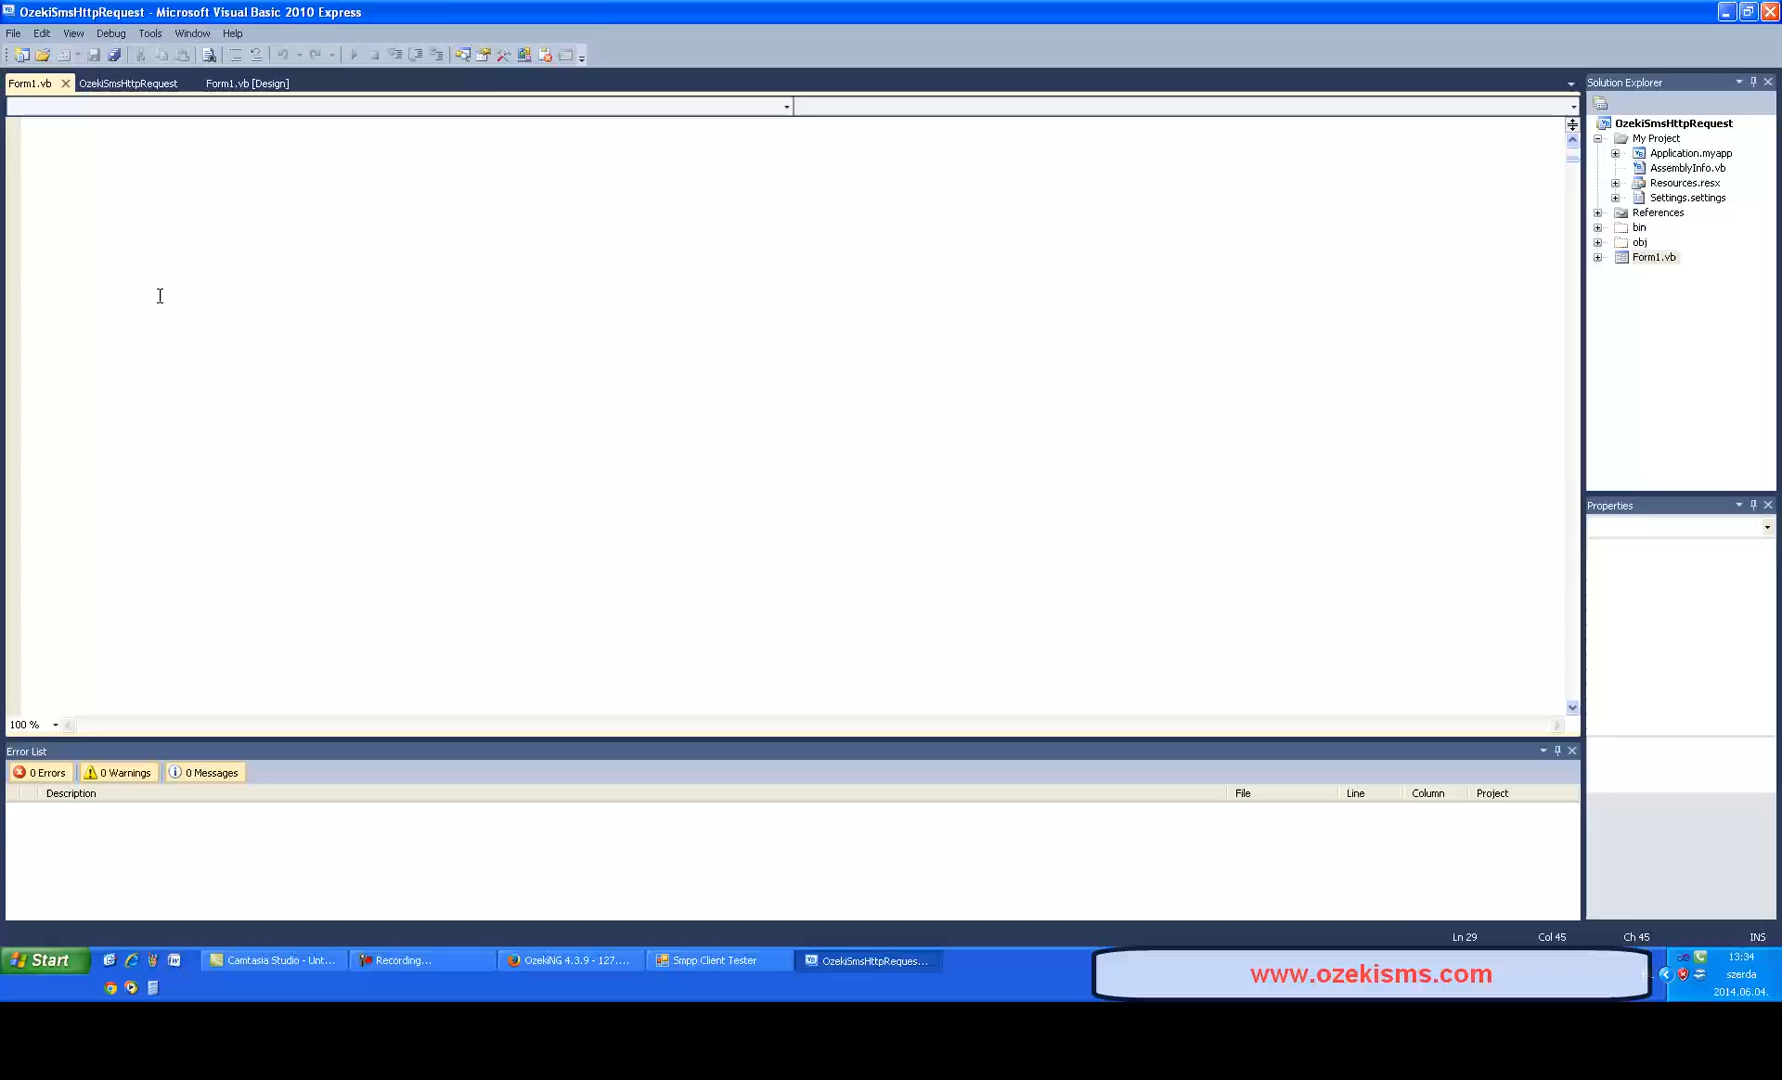 OzekiSmsHttpRequest - Microsoft Visual Basic 2010 Express
File Edit View Debug Tools Window Help
Form1.vb OzekiSmsHttpRequest Form1.vb [Design]
Solution Explorer
OzekiSmsHttpRequest
My Project
Application.myapp
AssemblyInfo.vb
Resources.resx
Settings.settings
References
bin
obj
Form1.vb
Properties
100 %
Error List
0 Errors 0 Warnings 0 Messages
Description File Line Column Project
Ln 29 Col 45 Ch 45 INS
Start Camtasia Studio - Unt... Recording... OzekiNG 4.3.9 - 127.... Smpp Client Tester OzekiSmsHttpReques...
www.ozekisms.com
13:34
szerda
2014.06.04.